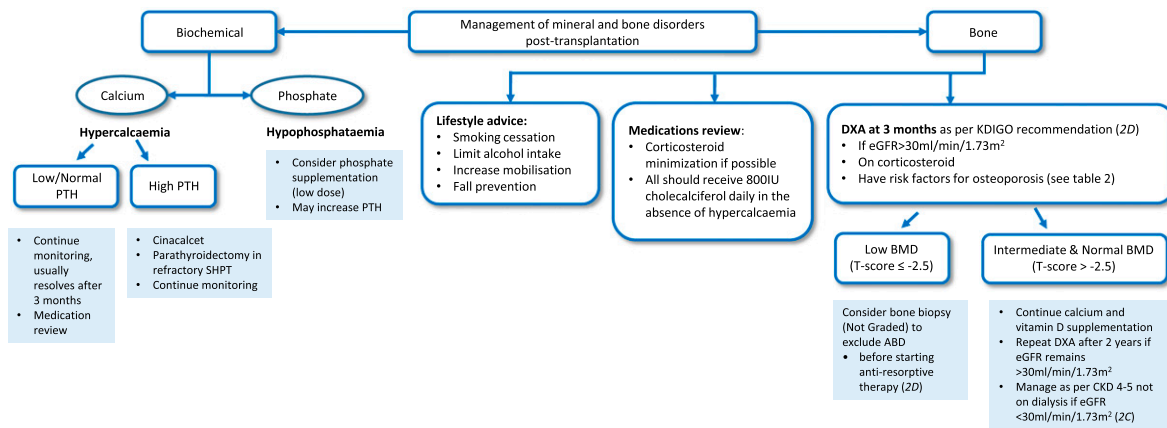 Management of mineral and bone disorders
post-transplantation
Biochemical
Bone
Calcium
Phosphate
Hypercalcaemia
Hypophosphataemia
Low/Normal
PTH
High PTH
• Consider phosphate
supplementation
(low dose)
• May increase PTH
• Continue
monitoring,
usually
resolves after
3 months
• Medication
review
• Cinacalcet
• Parathyroidectomy in
refractory SHPT
• Continue monitoring
Lifestyle advice:
• Smoking cessation
• Limit alcohol intake
• Increase mobilisation
• Fall prevention
Medications review:
• Corticosteroid
minimization if possible
• All should receive 800IU
cholecalciferol daily in the
absence of hypercalcaemia
DXA at 3 months as per KDIGO recommendation (2D)
• If eGFR>30ml/min/1.73m²
• On corticosteroid
• Have risk factors for osteoporosis (see table 2)
Low BMD
(T-score ≤ -2.5)
Intermediate & Normal BMD
(T-score > -2.5)
Consider bone biopsy
(Not Graded) to
exclude ABD
• before starting
anti-resorptive
therapy (2D)
• Continue calcium and
vitamin D supplementation
• Repeat DXA after 2 years if
eGFR remains
>30ml/min/1.73m²
• Manage as per CKD 4-5 not
on dialysis if eGFR
<30ml/min/1.73m² (2C)